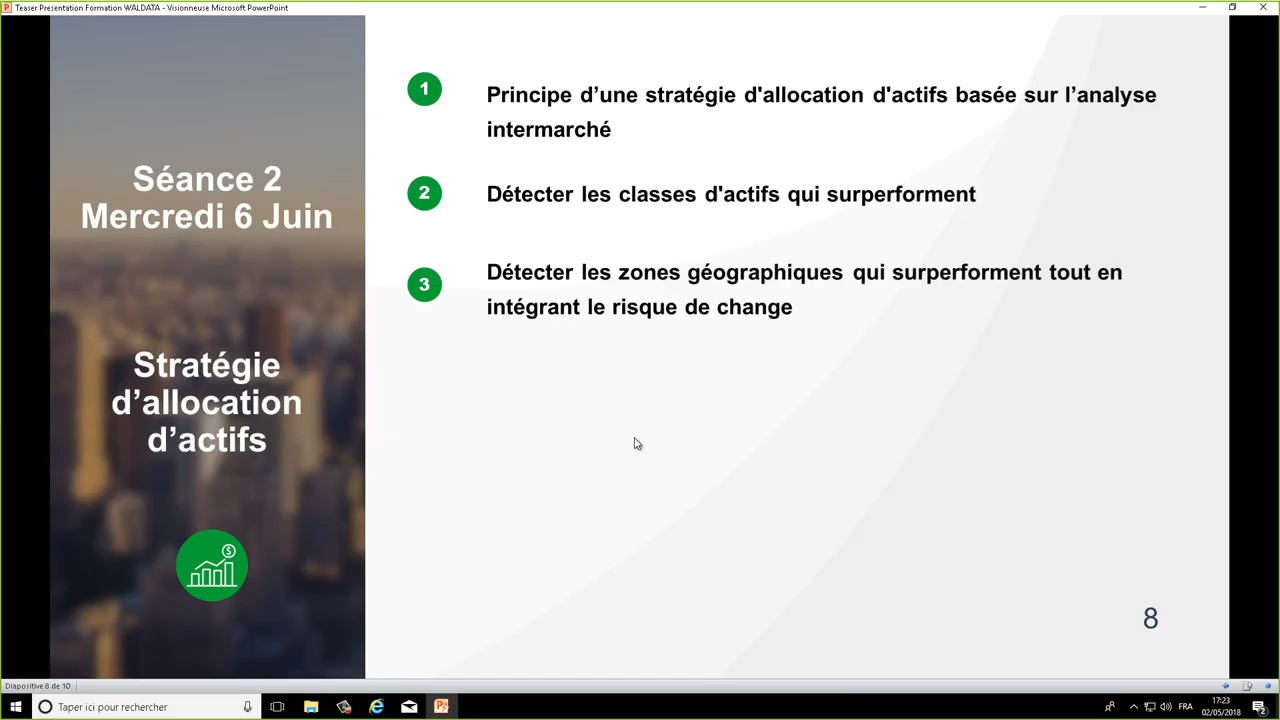 Teaser Presentation Formation WALDATA - Visionneuse Microsoft PowerPoint
Séance 2
Mercredi 6 Juin
Stratégie
d’allocation
d’actifs
$
1
Principe d’une stratégie d'allocation d'actifs basée sur l’analyse
intermarché
2
Détecter les classes d'actifs qui surperforment
3
Détecter les zones géographiques qui surperforment tout en
intégrant le risque de change
8
Diapositive 8 de 10
Taper ici pour rechercher
FRA
17:23
02/05/2018
2